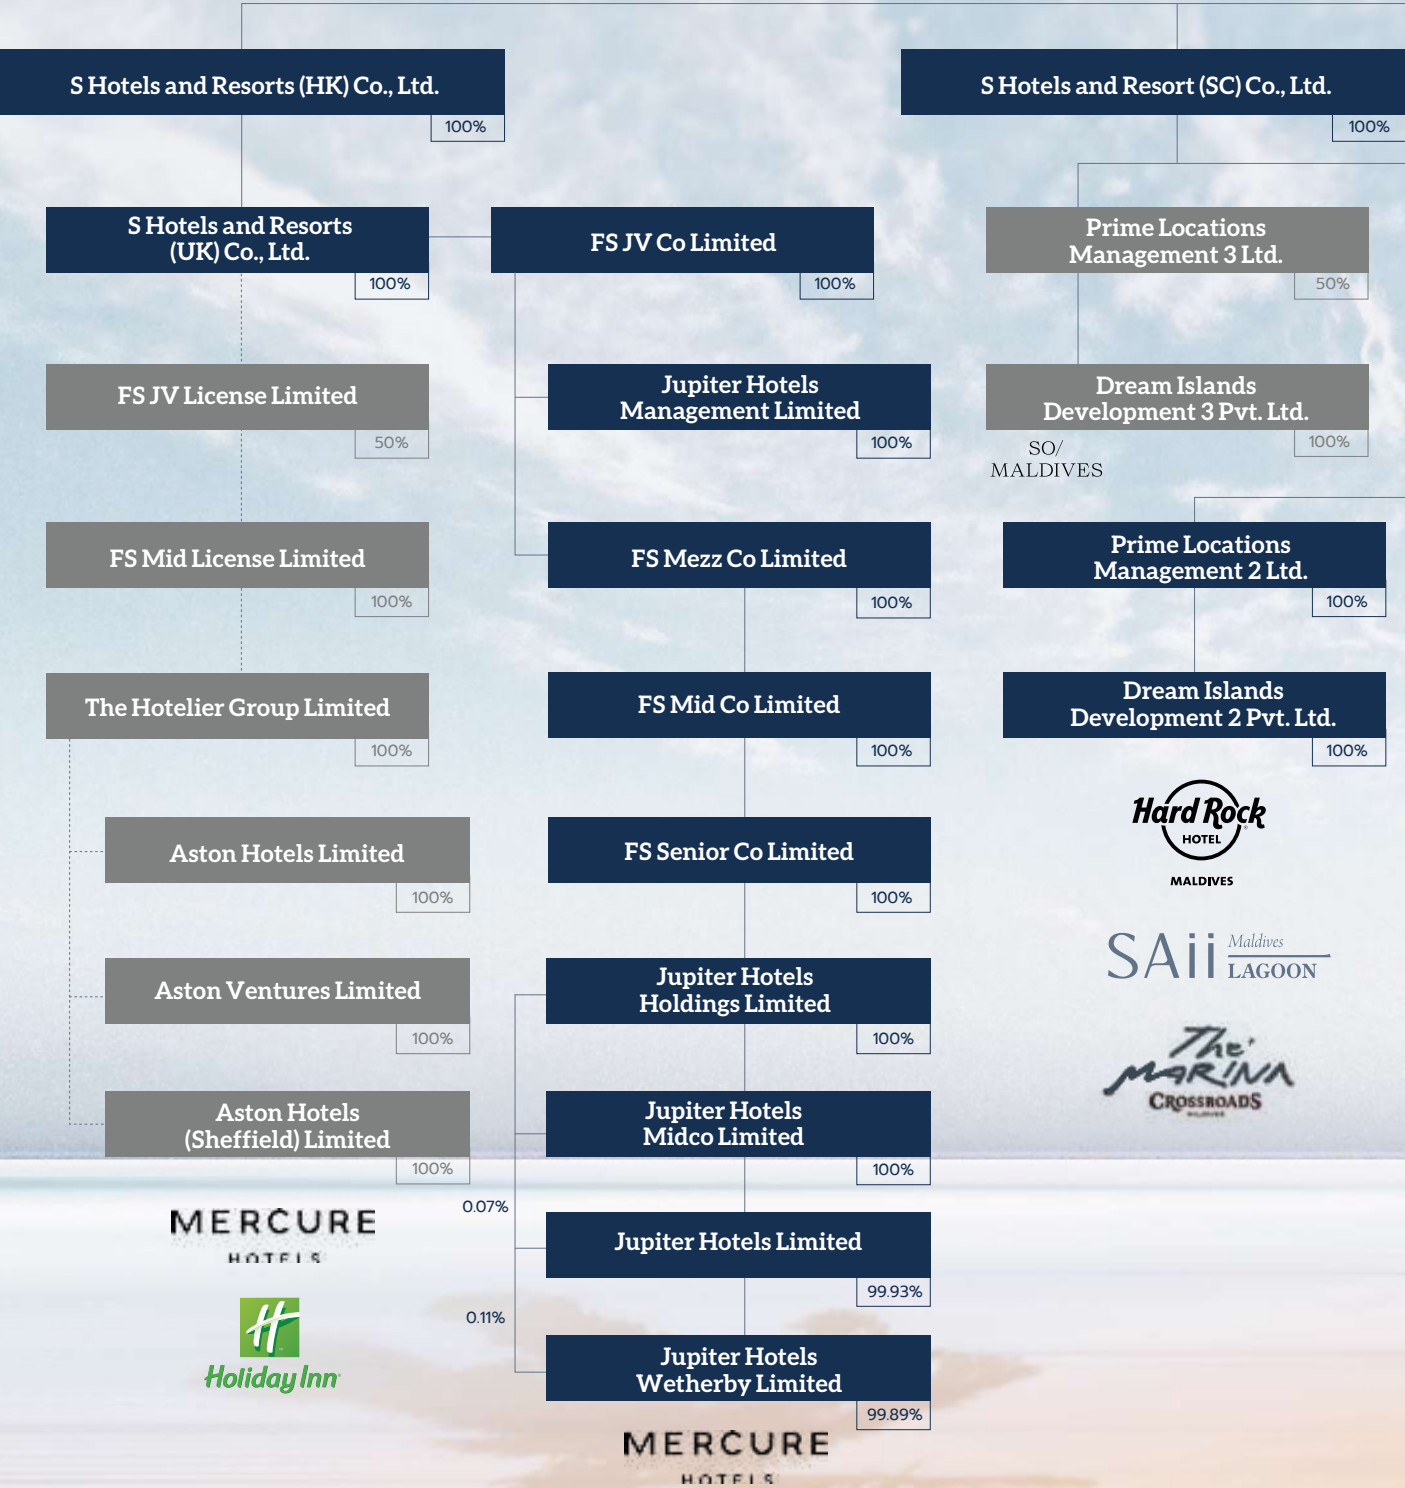 S Hotels and Resorts (HK) Co., Ltd.
100%
S Hotels and Resort (SC) Co., Ltd.
100%
S Hotels and Resorts
(UK) Co., Ltd.
100%
FS JV Co Limited
100%
Prime Locations
Management 3 Ltd.
50%
FS JV License Limited
50%
Jupiter Hotels
Management Limited
100%
Dream Islands
Development 3 Pvt. Ltd.
100%
SO/
MALDIVES
FS Mid License Limited
100%
FS Mezz Co Limited
100%
Prime Locations
Management 2 Ltd.
100%
The Hotelier Group Limited
100%
FS Mid Co Limited
100%
Dream Islands
Development 2 Pvt. Ltd.
100%
Hard Rock
HOTEL
MALDIVES
Aston Hotels Limited
100%
FS Senior Co Limited
100%
SAii
Maldives
LAGOON
Aston Ventures Limited
100%
Jupiter Hotels
Holdings Limited
100%
The
MARINA
CROSSROADS
Aston Hotels
(Sheffield) Limited
100%
Jupiter Hotels
Midco Limited
100%
0.07%
MERCURE
HOTELS
Jupiter Hotels Limited
99.93%
0.11%
H
Holiday Inn
Jupiter Hotels
Wetherby Limited
99.89%
MERCURE
HOTELS